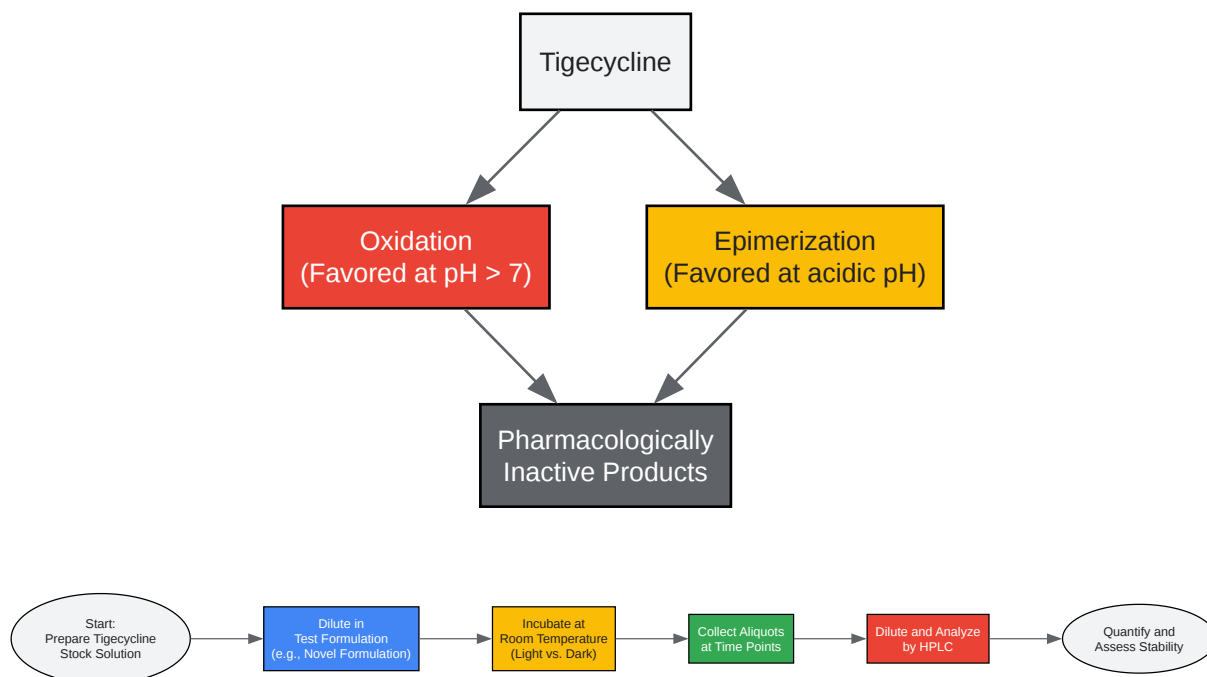 Tigecycline
Oxidation
(Favored at pH > 7)
Epimerization
(Favored at acidic pH)
Pharmacologically
Inactive Products
Start:
Prepare Tigecycline
Stock Solution
Dilute in
Test Formulation
(e.g., Novel Formulation)
Incubate at
Room Temperature
(Light vs. Dark)
Collect Aliquots
at Time Points
Dilute and Analyze
by HPLC
Quantify and
Assess Stability